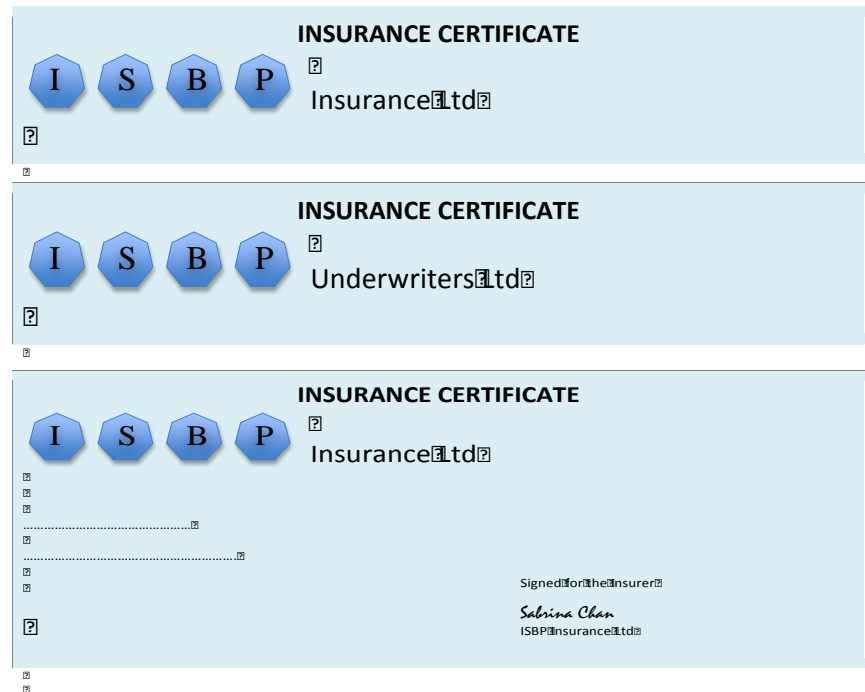 INSURANCE CERTIFICATE
I S B P
Insurance Ltd
INSURANCE CERTIFICATE
I S B P
Underwriters Ltd
INSURANCE CERTIFICATE
I S B P
Insurance Ltd
…………………………………………
…………………………………………………….
Signed for the Insurer
Sabrina Chan
ISBP Insurance Ltd